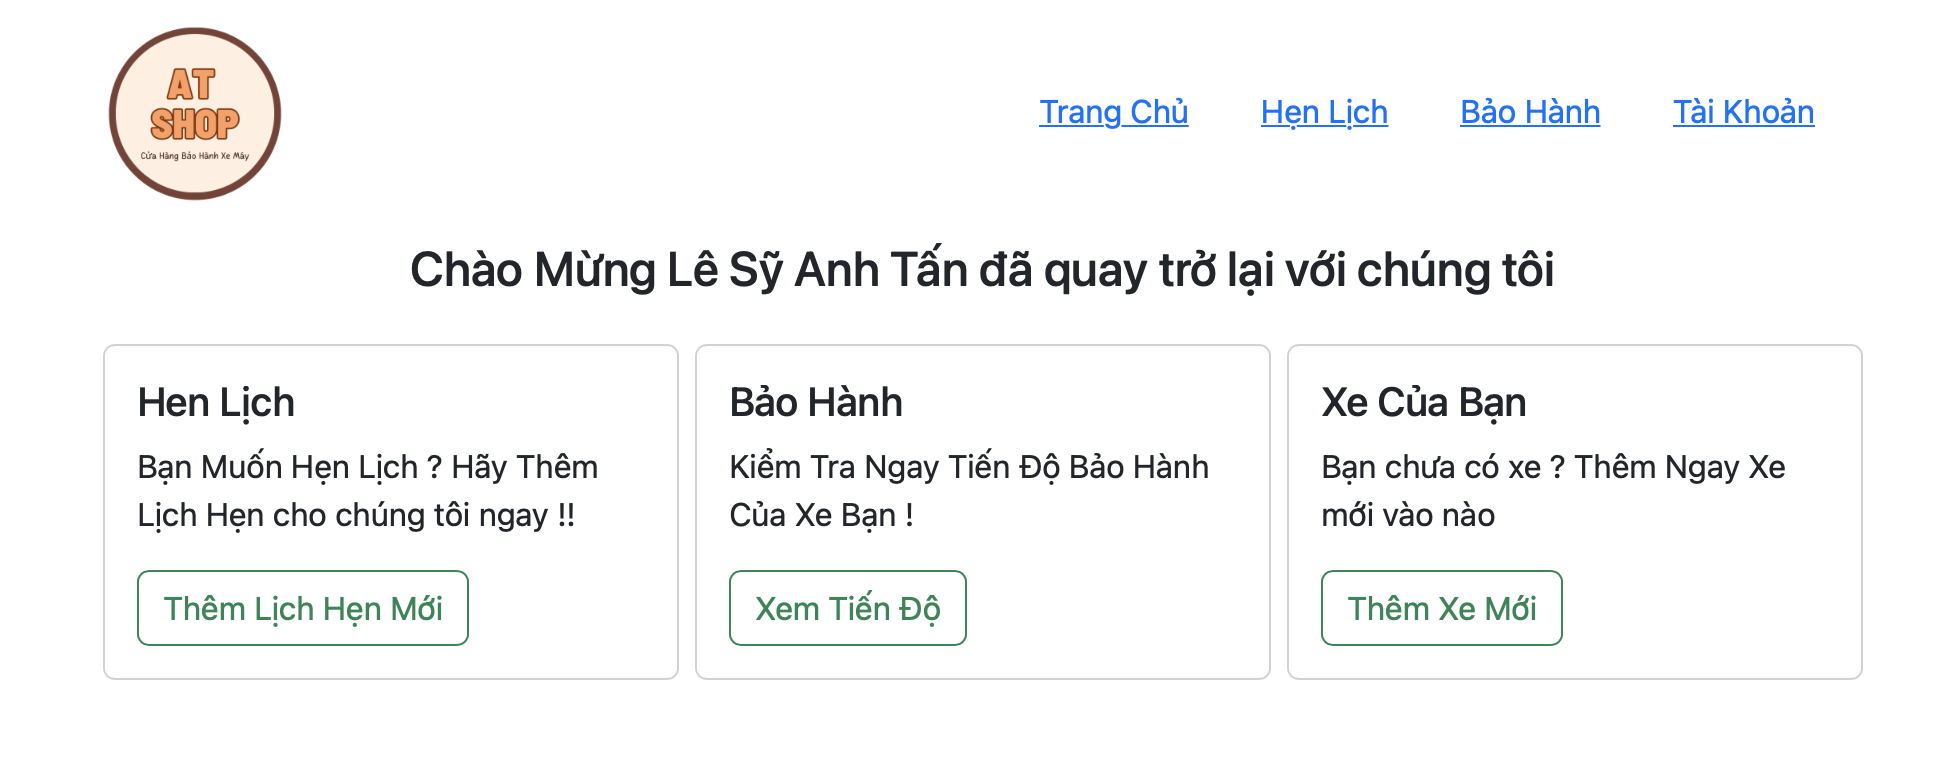 AT
SHOP
Cửa Hàng Bảo Hành Xe Máy
Trang Chủ
Hẹn Lịch
Bảo Hành
Tài Khoản
Chào Mừng Lê Sỹ Anh Tấn đã quay trở lại với chúng tôi
Hen Lịch
Bạn Muốn Hẹn Lịch ? Hãy Thêm
Lịch Hẹn cho chúng tôi ngay !!
Thêm Lịch Hẹn Mới
Bảo Hành
Kiểm Tra Ngay Tiến Độ Bảo Hành
Của Xe Bạn !
Xem Tiến Độ
Xe Của Bạn
Bạn chưa có xe ? Thêm Ngay Xe
mới vào nào
Thêm Xe Mới